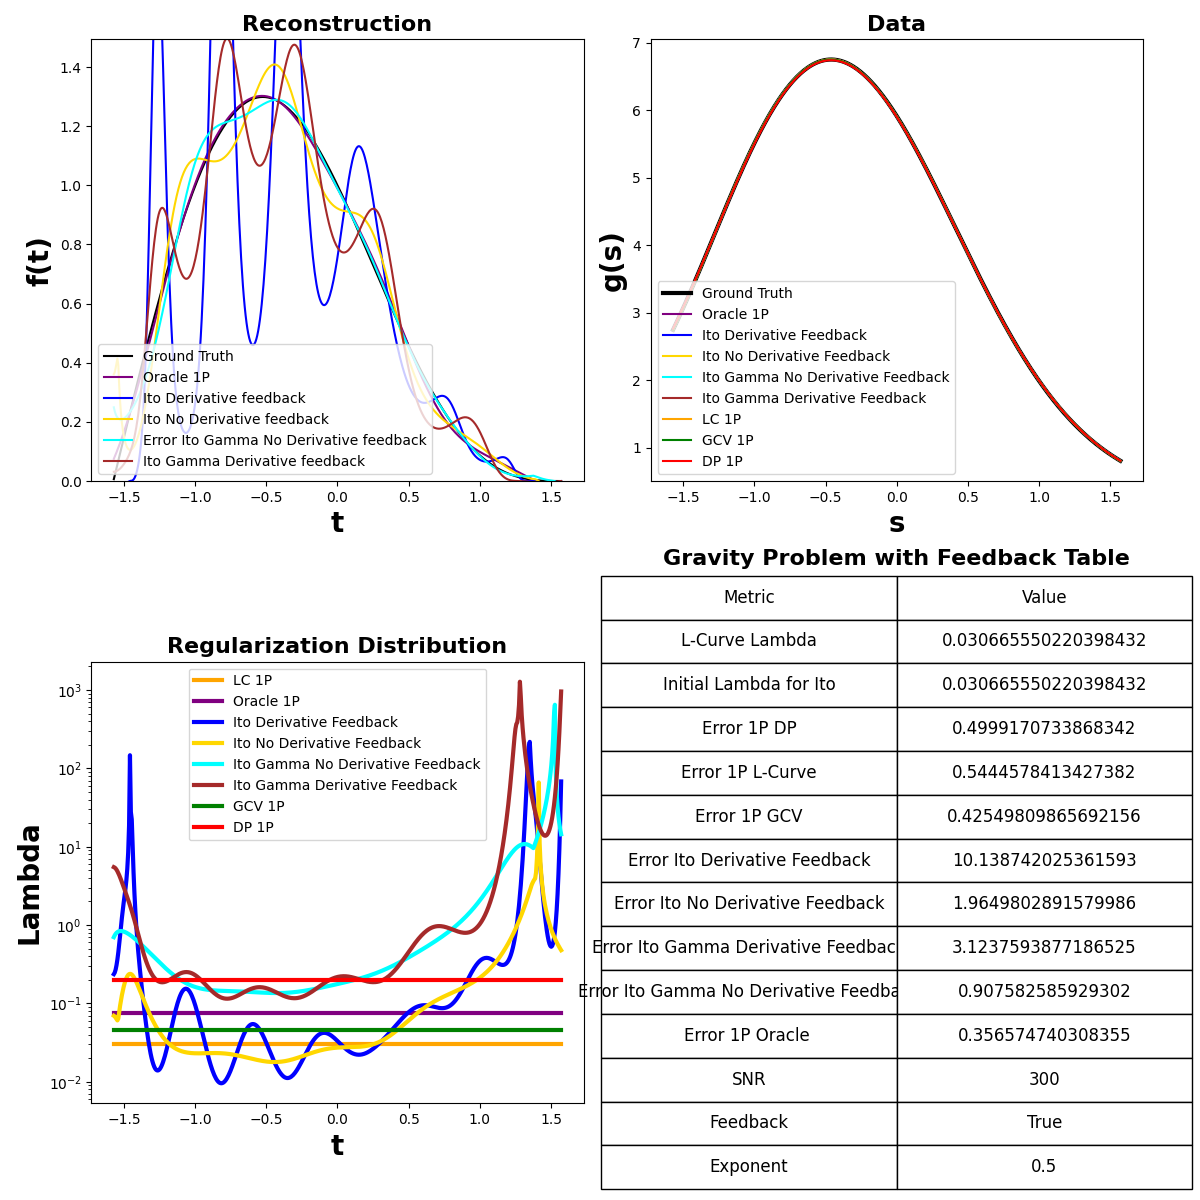 Reconstruction
f(t)
1.4
1.2
1.0
0.8
0.6
0.4
0.2
0.0
Ground Truth
Oracle 1P
Ito Derivative feedback
Ito No Derivative feedback
Error Ito Gamma No Derivative feedback
Ito Gamma Derivative feedback
−1.5 −1.0 −0.5 0.0 0.5 1.0 1.5
t
Data
g(s)
7
6
5
4
3
2
1
Ground Truth
Oracle 1P
Ito Derivative Feedback
Ito No Derivative Feedback
Ito Gamma No Derivative Feedback
Ito Gamma Derivative Feedback
LC 1P
GCV 1P
DP 1P
−1.5 −1.0 −0.5 0.0 0.5 1.0 1.5
s
Regularization Distribution
Lambda
10³
10²
10¹
10⁰
10⁻¹
10⁻²
LC 1P
Oracle 1P
Ito Derivative Feedback
Ito No Derivative Feedback
Ito Gamma No Derivative Feedback
Ito Gamma Derivative Feedback
GCV 1P
DP 1P
−1.5 −1.0 −0.5 0.0 0.5 1.0 1.5
t
Gravity Problem with Feedback Table
Metric Value
L-Curve Lambda 0.030665550220398432
Initial Lambda for Ito 0.030665550220398432
Error 1P DP 0.4999170733868342
Error 1P L-Curve 0.5444578413427382
Error 1P GCV 0.42549809865692156
Error Ito Derivative Feedback 10.138742025361593
Error Ito No Derivative Feedback 1.9649802891579986
Error Ito Gamma Derivative Feedbac 3.1237593877186525
Error Ito Gamma No Derivative Feedba 0.907582585929302
Error 1P Oracle 0.356574740308355
SNR 300
Feedback True
Exponent 0.5